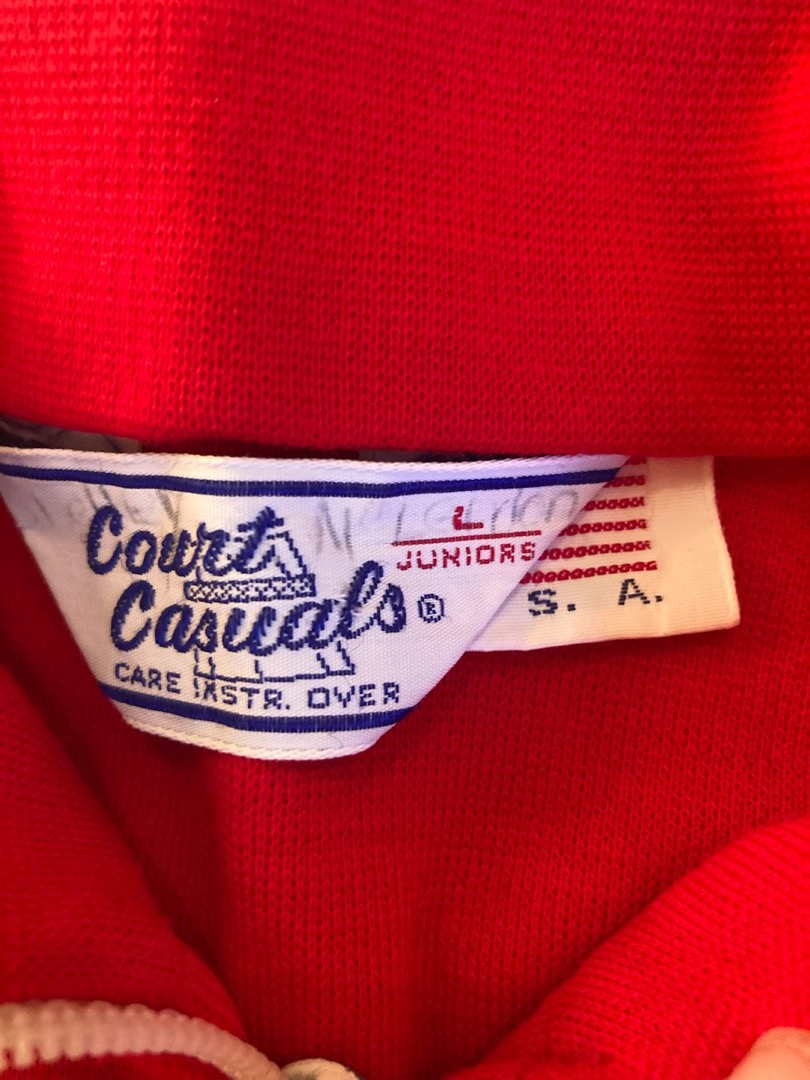 Court
Casuals®
L
JUNIORS
CARE INSTR. OVER
S. A.